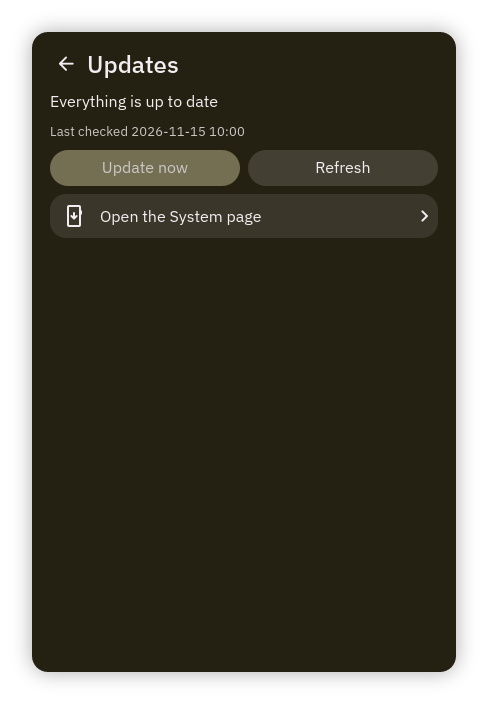 Updates
Everything is up to date
Last checked 2026-11-15 10:00
Update now
Refresh
Open the System page